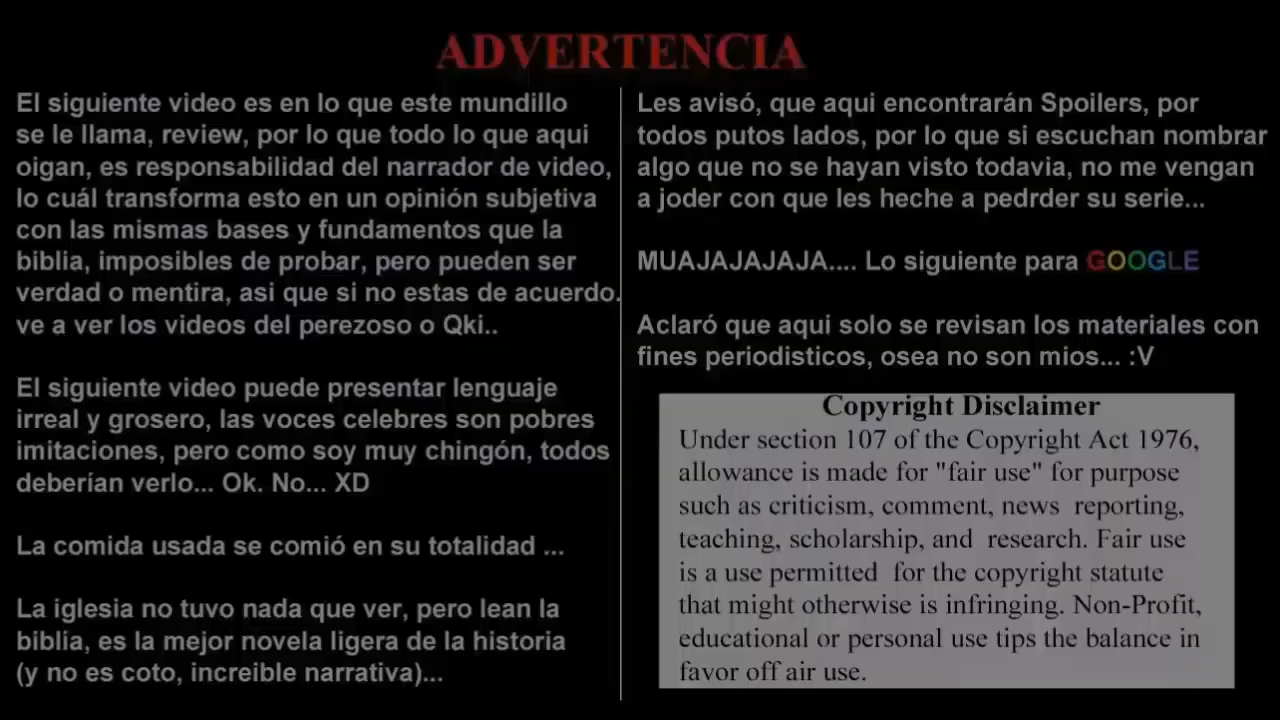 ADVERTENCIA
El siguiente video es en lo que este mundillo
se le llama, review, por lo que todo lo que aqui
oigan, es responsabilidad del narrador de video,
lo cuál transforma esto en un opinión subjetiva
con las mismas bases y fundamentos que la
biblia, imposibles de probar, pero pueden ser
verdad o mentira, asi que si no estas de acuerdo.
ve a ver los videos del perezoso o Qki..
El siguiente video puede presentar lenguaje
irreal y grosero, las voces celebres son pobres
imitaciones, pero como soy muy chingón, todos
deberían verlo... Ok. No... XD
La comida usada se comió en su totalidad ...
La iglesia no tuvo nada que ver, pero lean la
biblia, es la mejor novela ligera de la historia
(y no es coto, increible narrativa)...
Les avisó, que aqui encontrarán Spoilers, por
todos putos lados, por lo que si escuchan nombrar
algo que no se hayan visto todavia, no me vengan
a joder con que les heche a pedrder su serie...
MUAJAJAJAJA.... Lo siguiente para GOOGLE
Aclaró que aqui solo se revisan los materiales con
fines periodisticos, osea no son mios... :V
Copyright Disclaimer
Under section 107 of the Copyright Act 1976,
allowance is made for "fair use" for purpose
such as criticism, comment, news reporting,
teaching, scholarship, and research. Fair use
is a use permitted for the copyright statute
that might otherwise is infringing. Non-Profit,
educational or personal use tips the balance in
favor off air use.